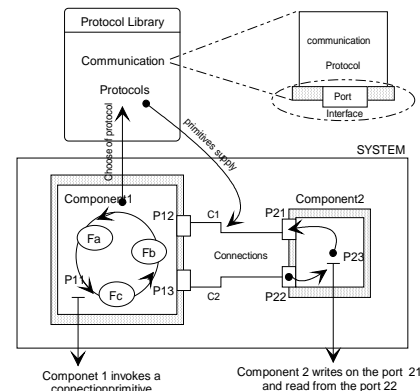 Protocol Library
Communication
Protocols
communication
Protocol
Port
Interface
Choose of protocol
primitives supply
SYSTEM
Component1
Component2
P12
C1
P21
Fa
Fb
Connections
P23
P11
P13
Fc
C2
P22
Componet 1 invokes a
connectionprimitive
Component 2 writes on the port 21
and read from the port 22